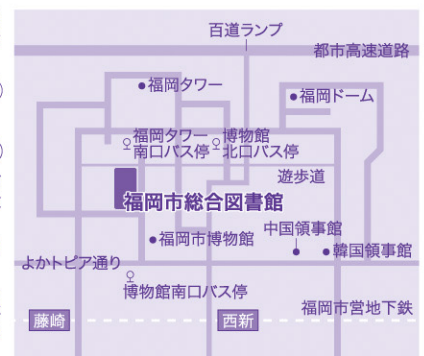 百道ランプ
都市高速道路
福岡タワー
福岡ドーム
福岡タワー
南口バス停
博物館
北口バス停
遊歩道
福岡市総合図書館
中国領事館
福岡市博物館
韓国領事館
よかトピア通り
博物館南口バス停
福岡市営地下鉄
藤崎
西新